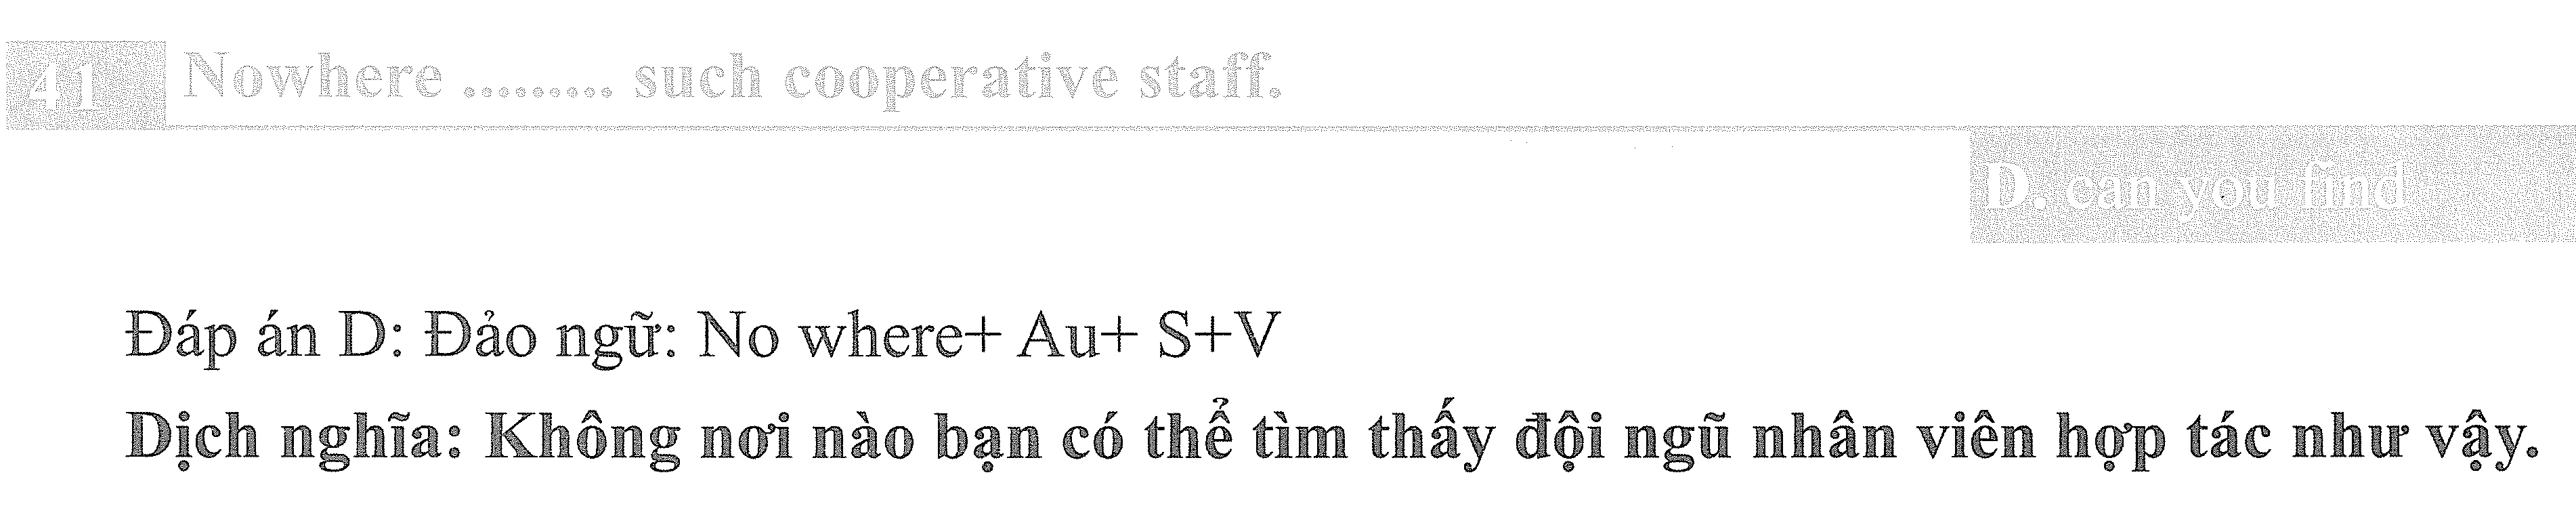 41 Nowhere ......... such cooperative staff.
D. can you find
Đáp án D: Đảo ngữ: No where+ Au+ S+V
Dịch nghĩa: Không nơi nào bạn có thể tìm thấy đội ngũ nhân viên hợp tác như vậy.